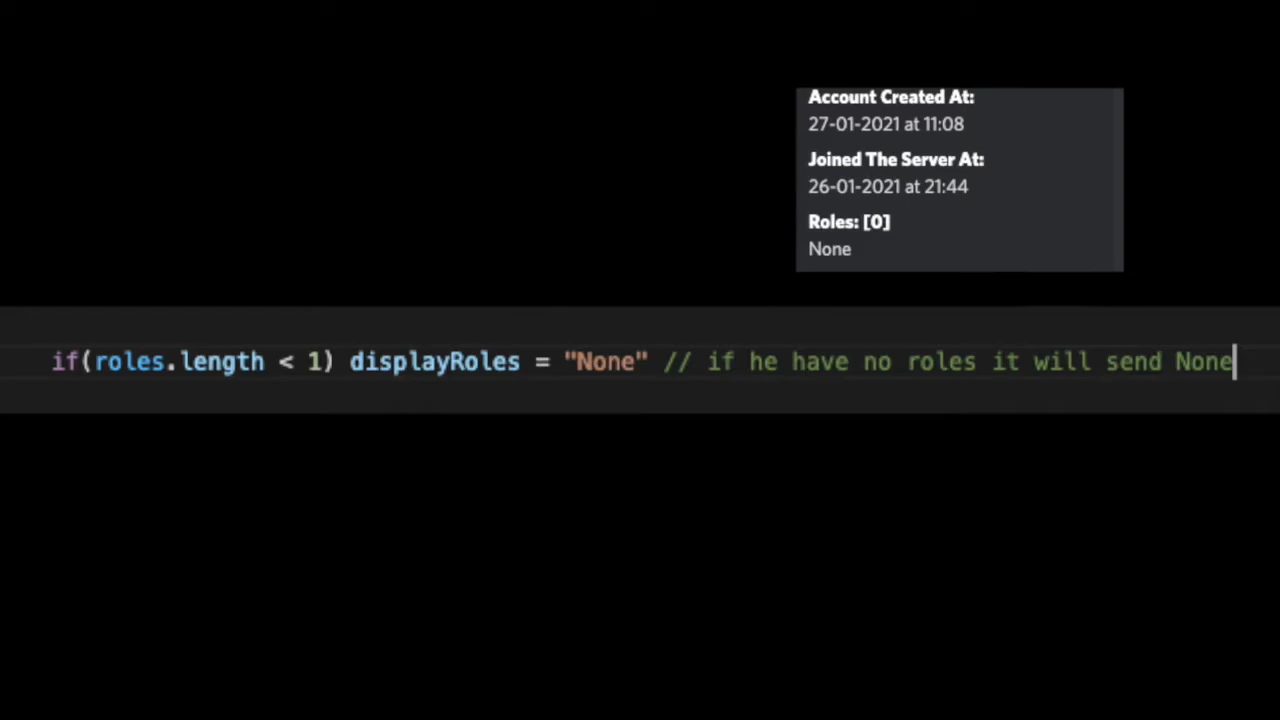 Account Created At:
27-01-2021 at 11:08
Joined The Server At:
26-01-2021 at 21:44
Roles: [0]
None
if(roles.length < 1) displayRoles = "None" // if he have no roles it will send None